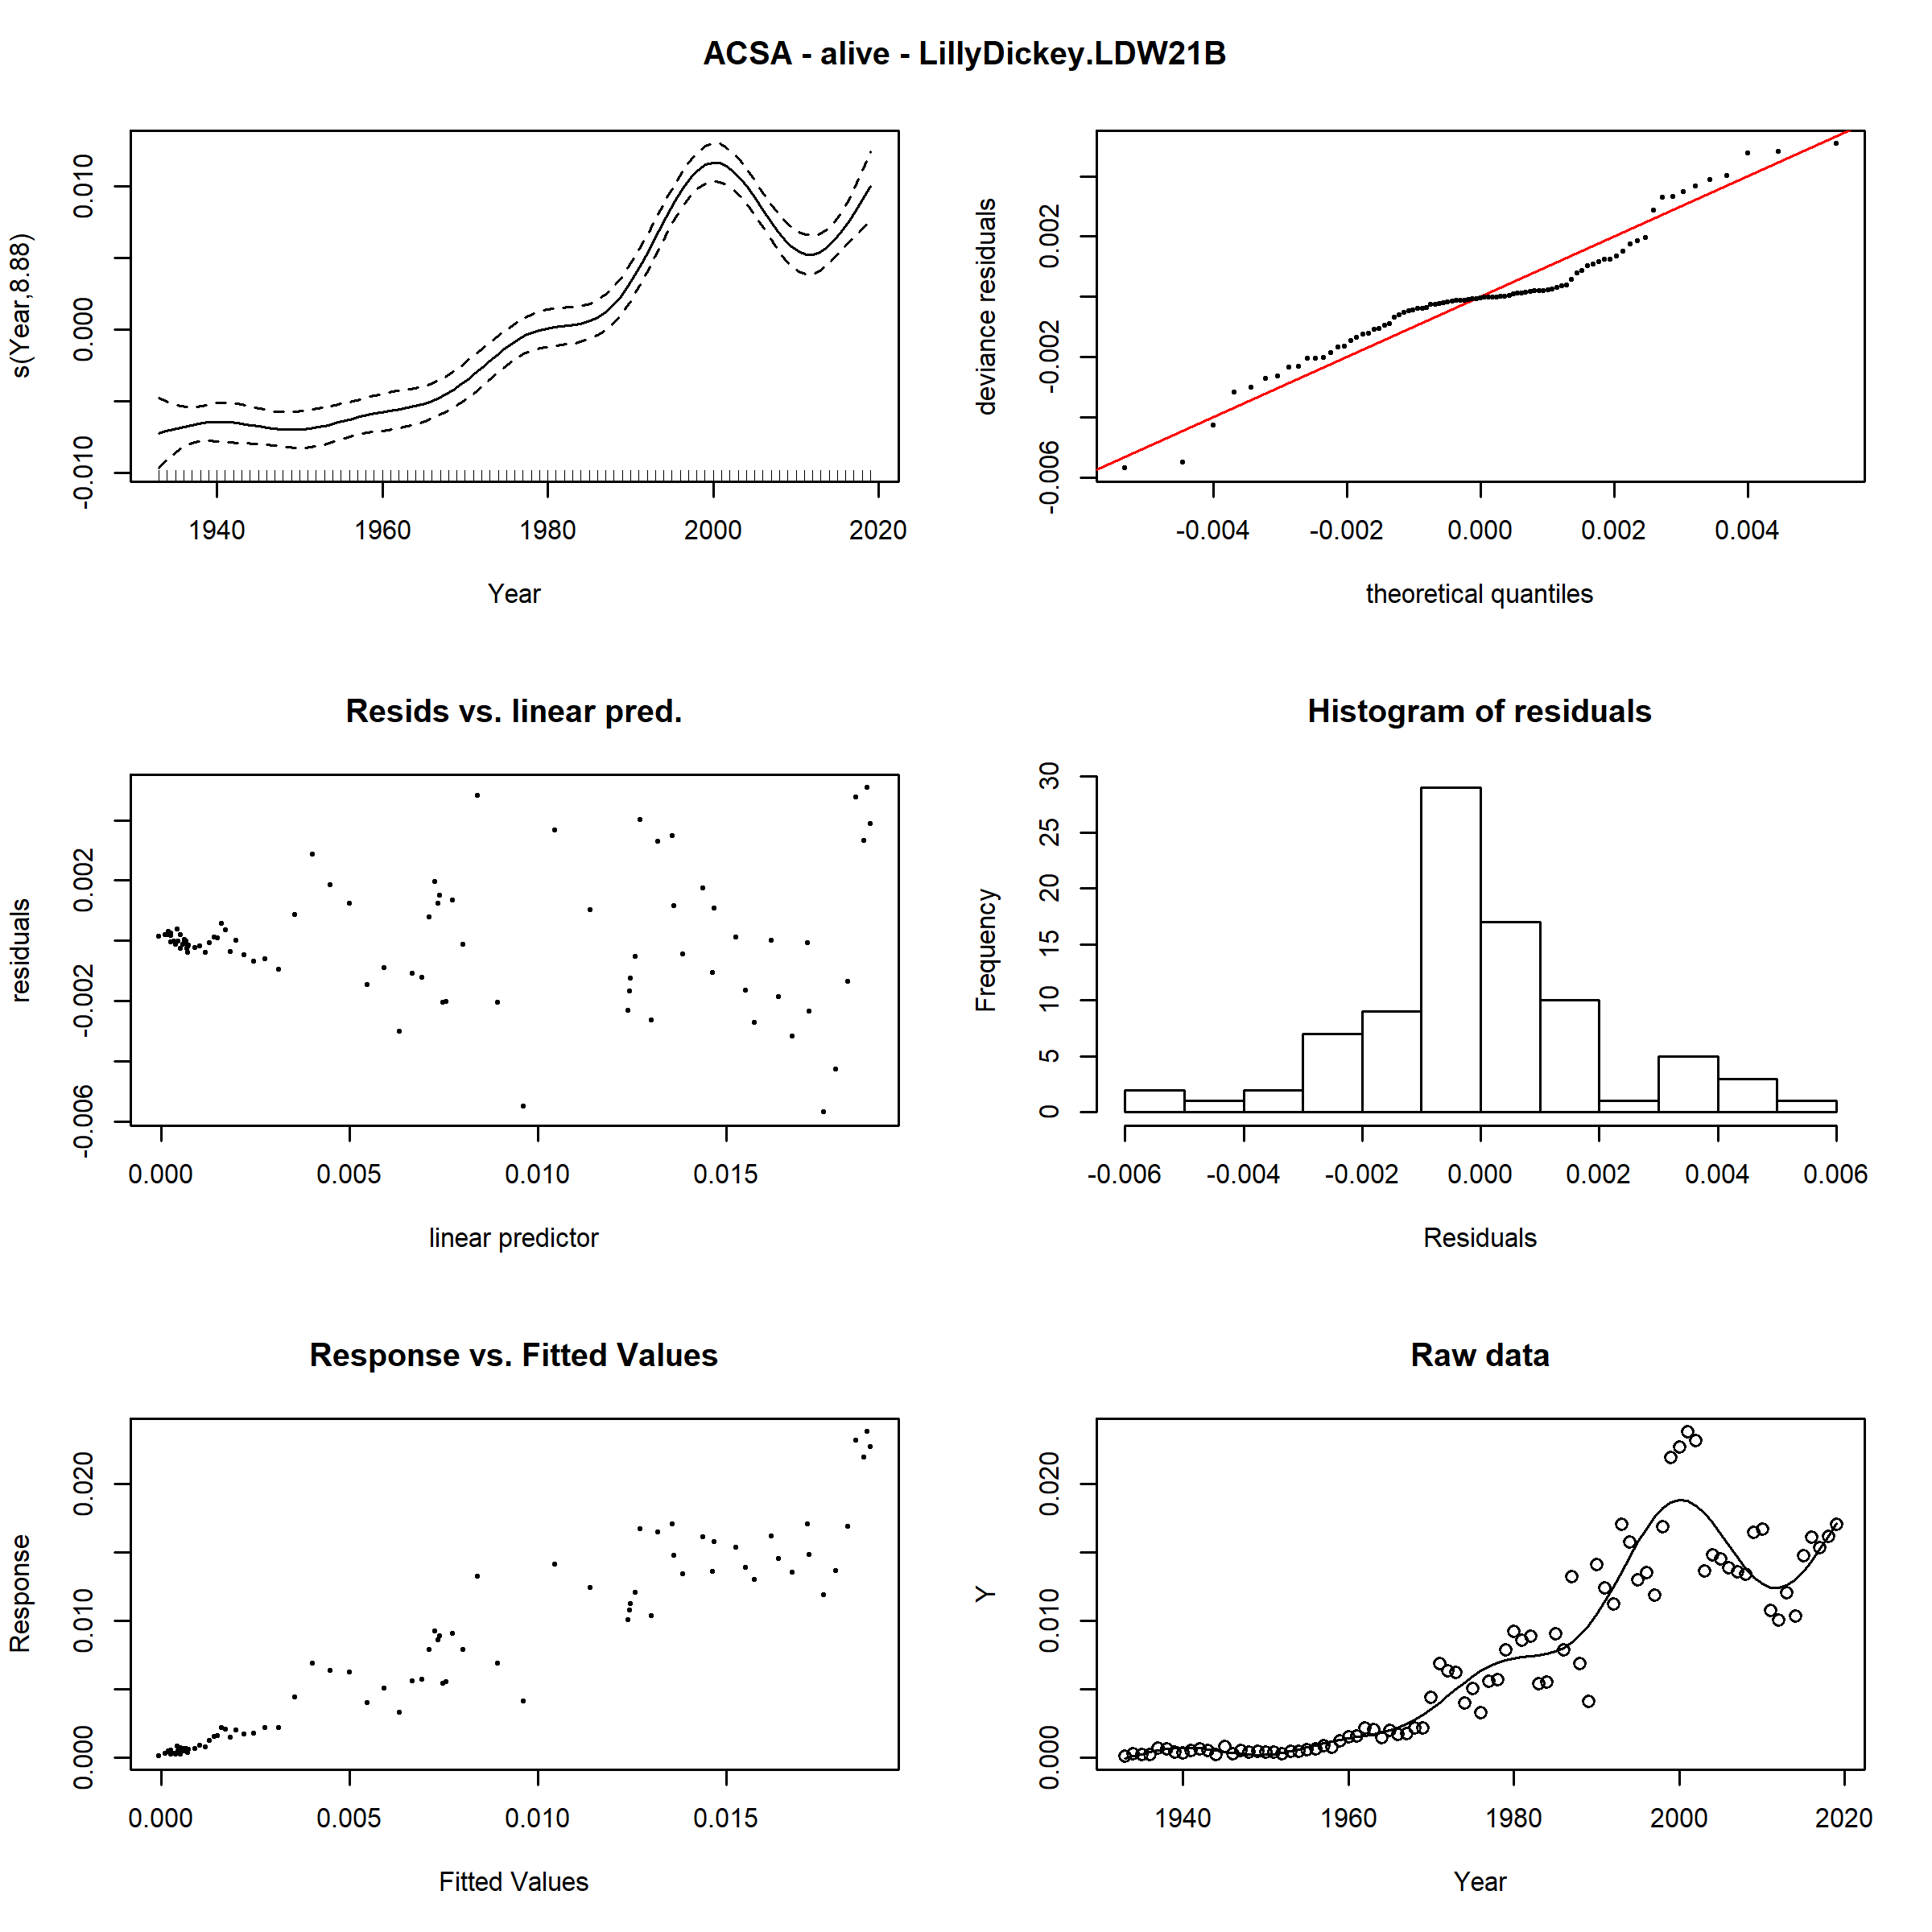 ACSA - alive - LillyDickey.LDW21B
s(Year,8.88)
-0.010 0.000 0.010
1940 1960 1980 2000 2020
Year
deviance residuals
-0.006 -0.002 0.002
-0.004 -0.002 0.000 0.002 0.004
theoretical quantiles
Resids vs. linear pred.
residuals
-0.006 -0.002 0.002
0.000 0.005 0.010 0.015
linear predictor
Histogram of residuals
Frequency
0 5 10 15 20 25 30
-0.006 -0.004 -0.002 0.000 0.002 0.004 0.006
Residuals
Response vs. Fitted Values
Response
0.000 0.010 0.020
0.000 0.005 0.010 0.015
Fitted Values
Raw data
Y
0.000 0.010 0.020
1940 1960 1980 2000 2020
Year